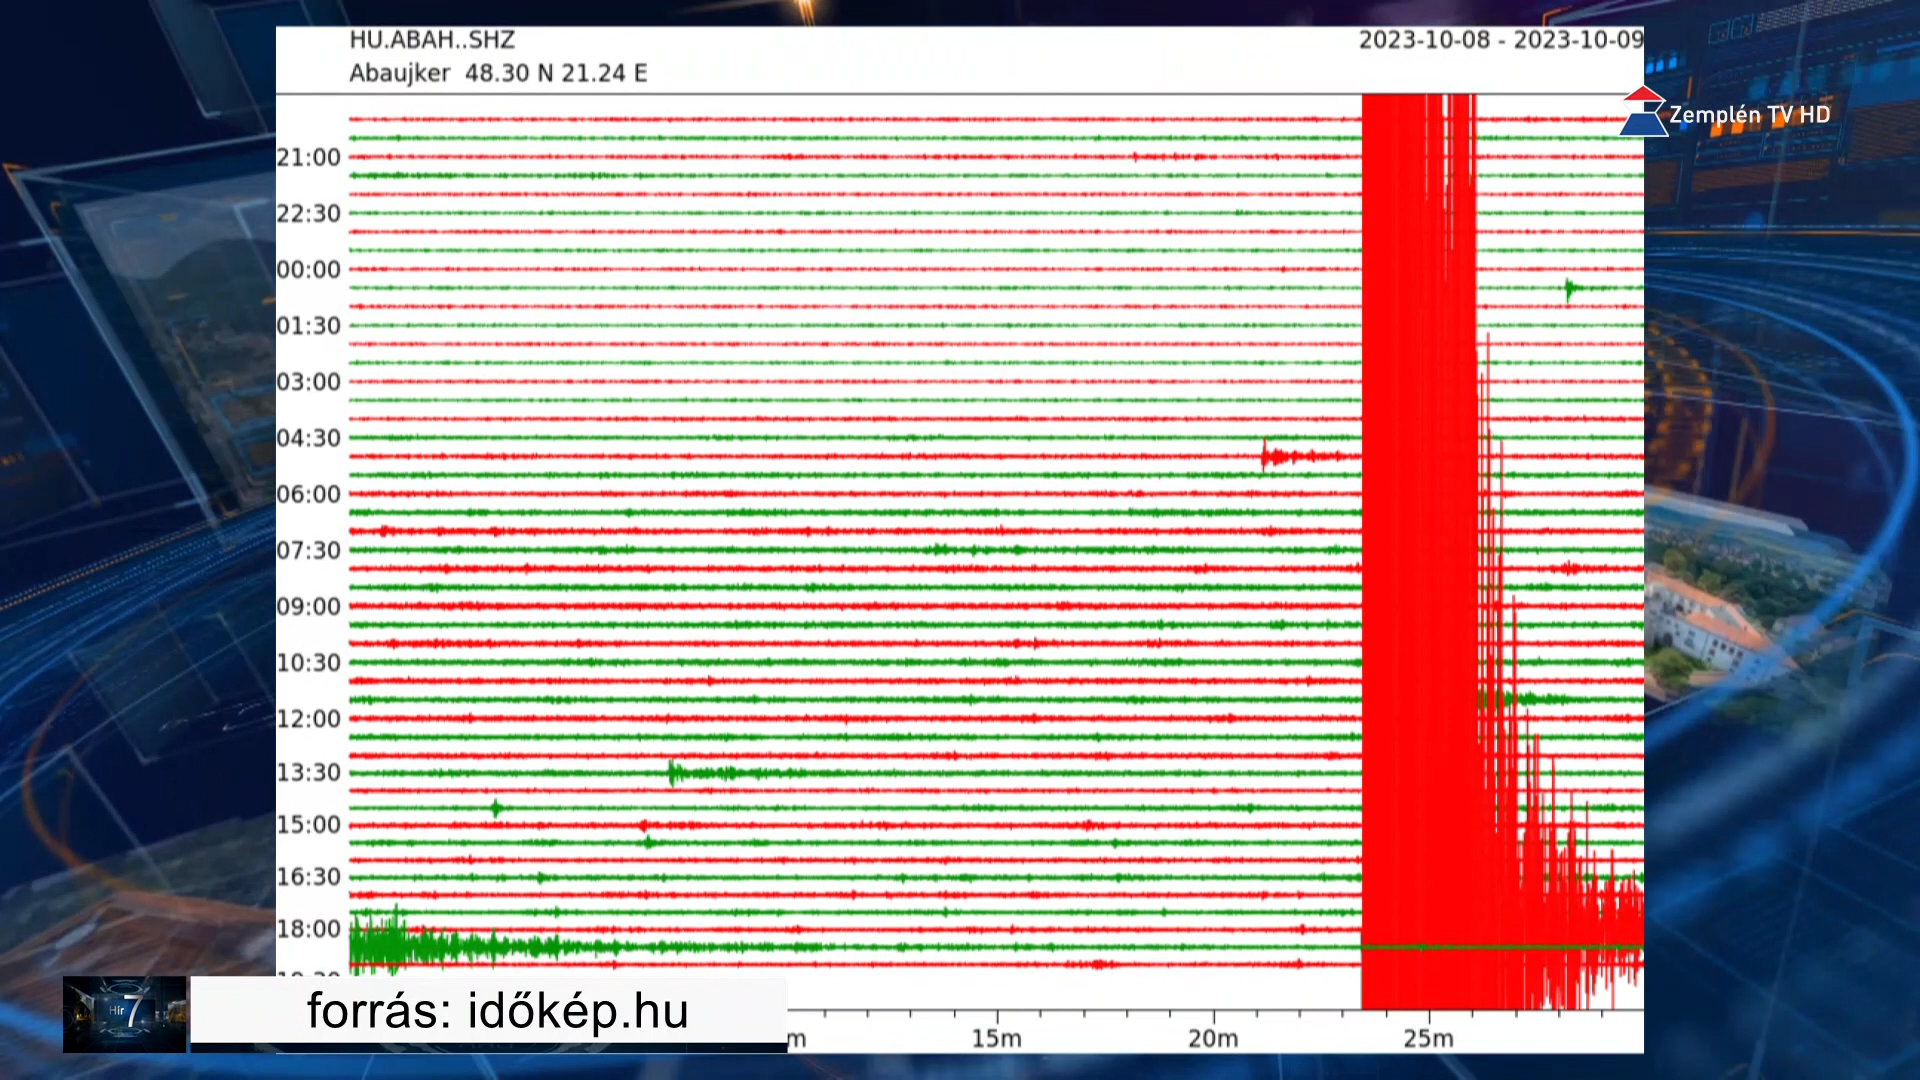 HU.ABAH..SHZ
2023-10-08 - 2023-10-09
Abaujker 48.30 N 21.24 E
Zemplén TV HD
21:00
22:30
00:00
01:30
03:00
04:30
06:00
07:30
09:00
10:30
12:00
13:30
15:00
16:30
18:00
Hír7
forrás: időkép.hu
m
15m
20m
25m